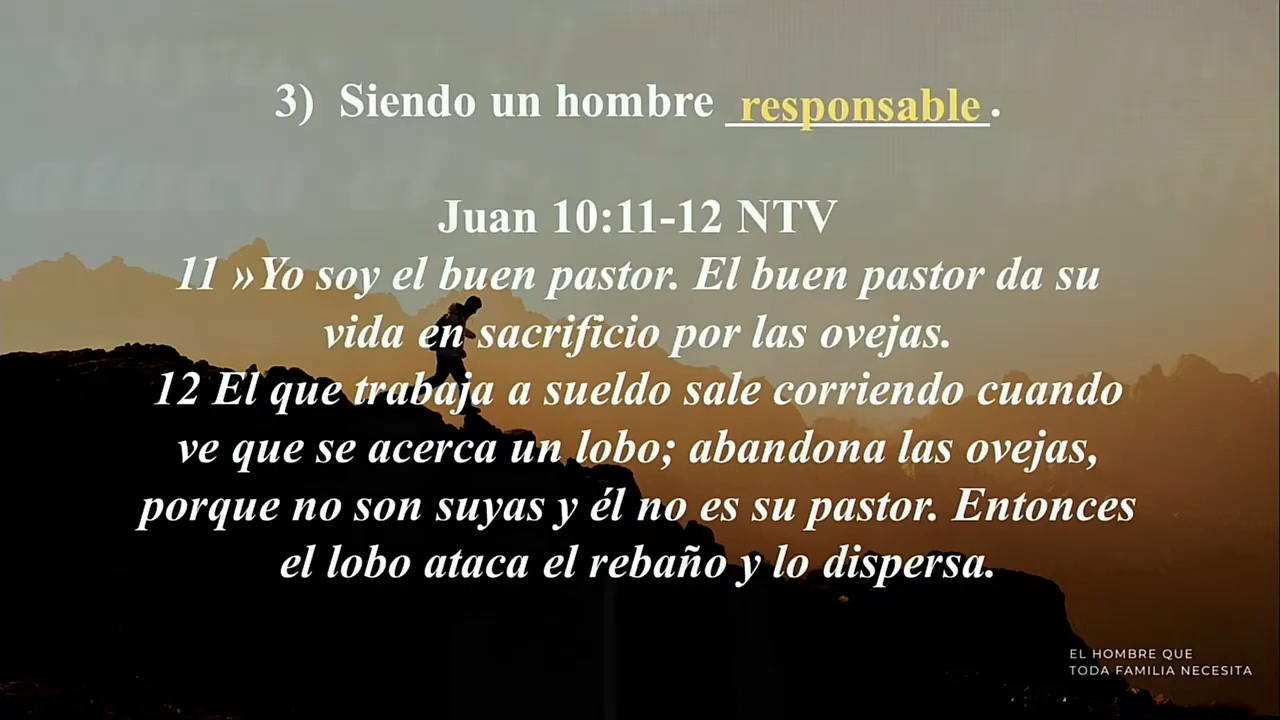 3) Siendo un hombre responsable.
Juan 10:11-12 NTV
11 »Yo soy el buen pastor. El buen pastor da su
vida en sacrificio por las ovejas.
12 El que trabaja a sueldo sale corriendo cuando
ve que se acerca un lobo; abandona las ovejas,
porque no son suyas y él no es su pastor. Entonces
el lobo ataca el rebaño y lo dispersa.
EL HOMBRE QUE
TODA FAMILIA NECESITA